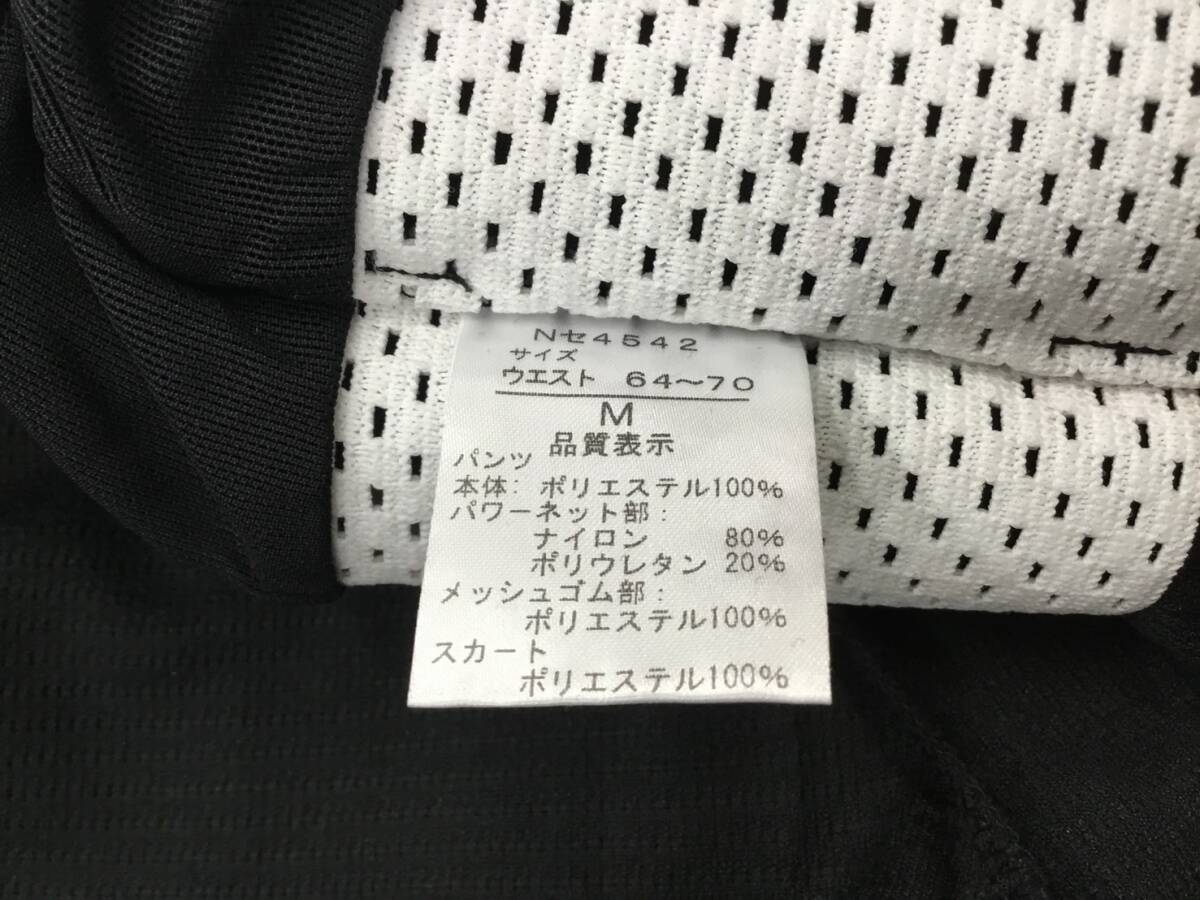 Nセ4542
サイズ
ウエスト 64〜70
M
品質表示
パンツ
本体: ポリエステル100%
パワーネット部:
ナイロン 80%
ポリウレタン 20%
メッシュゴム部:
ポリエステル100%
スカート
ポリエステル100%